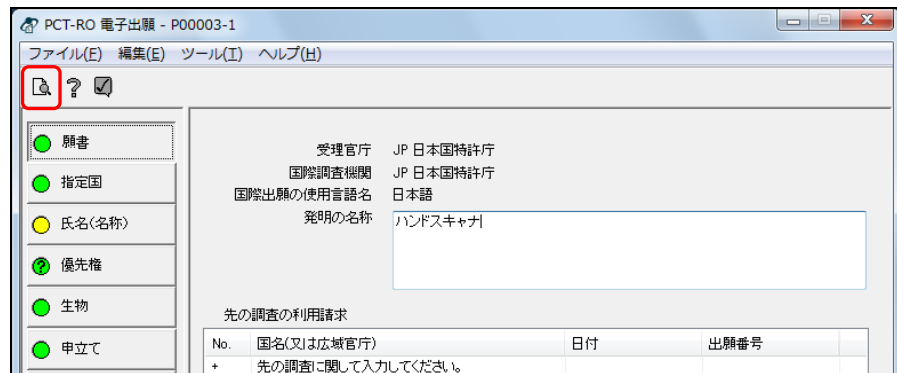 PCT-RO 電子出願 - P00003-1
ファイル(F) 編集(E) ツール(T) ヘルプ(H)
願書
指定国
氏名(名称)
優先権
生物
申立て
受理官庁 JP 日本国特許庁
国際調査機関 JP 日本国特許庁
国際出願の使用言語名 日本語
発明の名称 ハンドスキャナ
先の調査の利用請求
No. 国名(又は広域官庁) 日付 出願番号
+ 先の調査に関して入力してください。